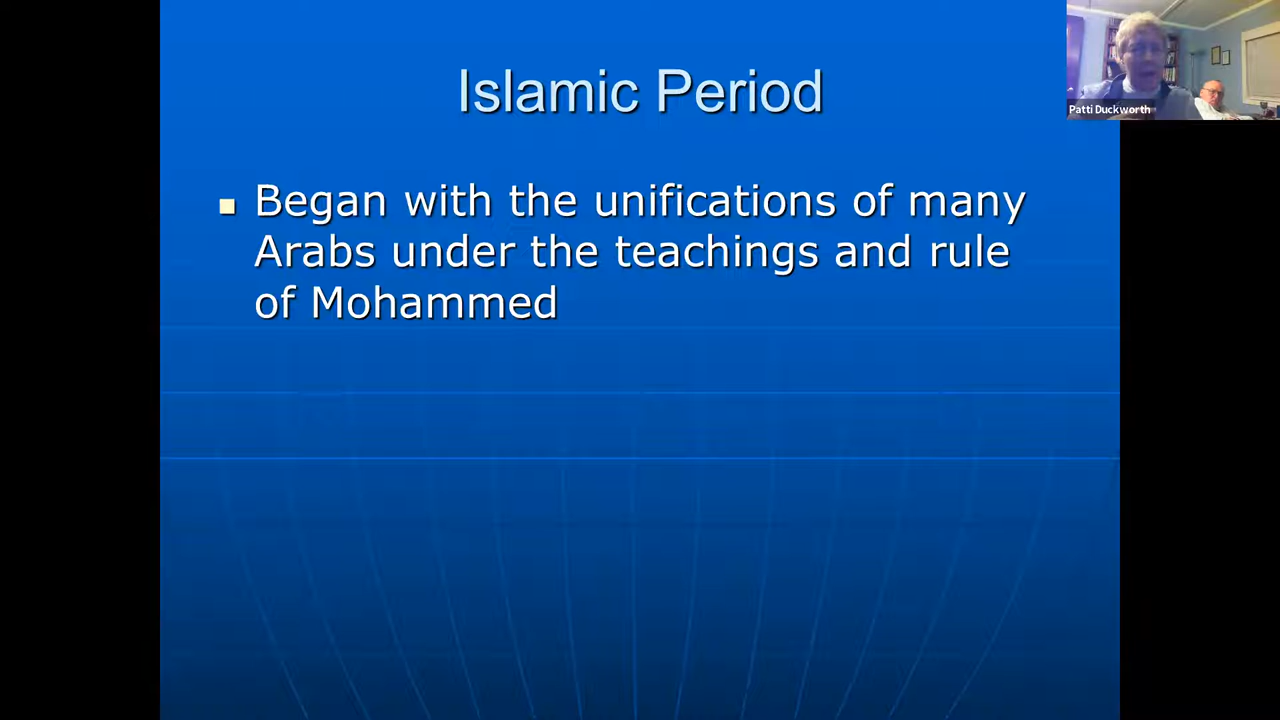 Islamic Period
Began with the unifications of many
Arabs under the teachings and rule
of Mohammed
Patti Duckworth